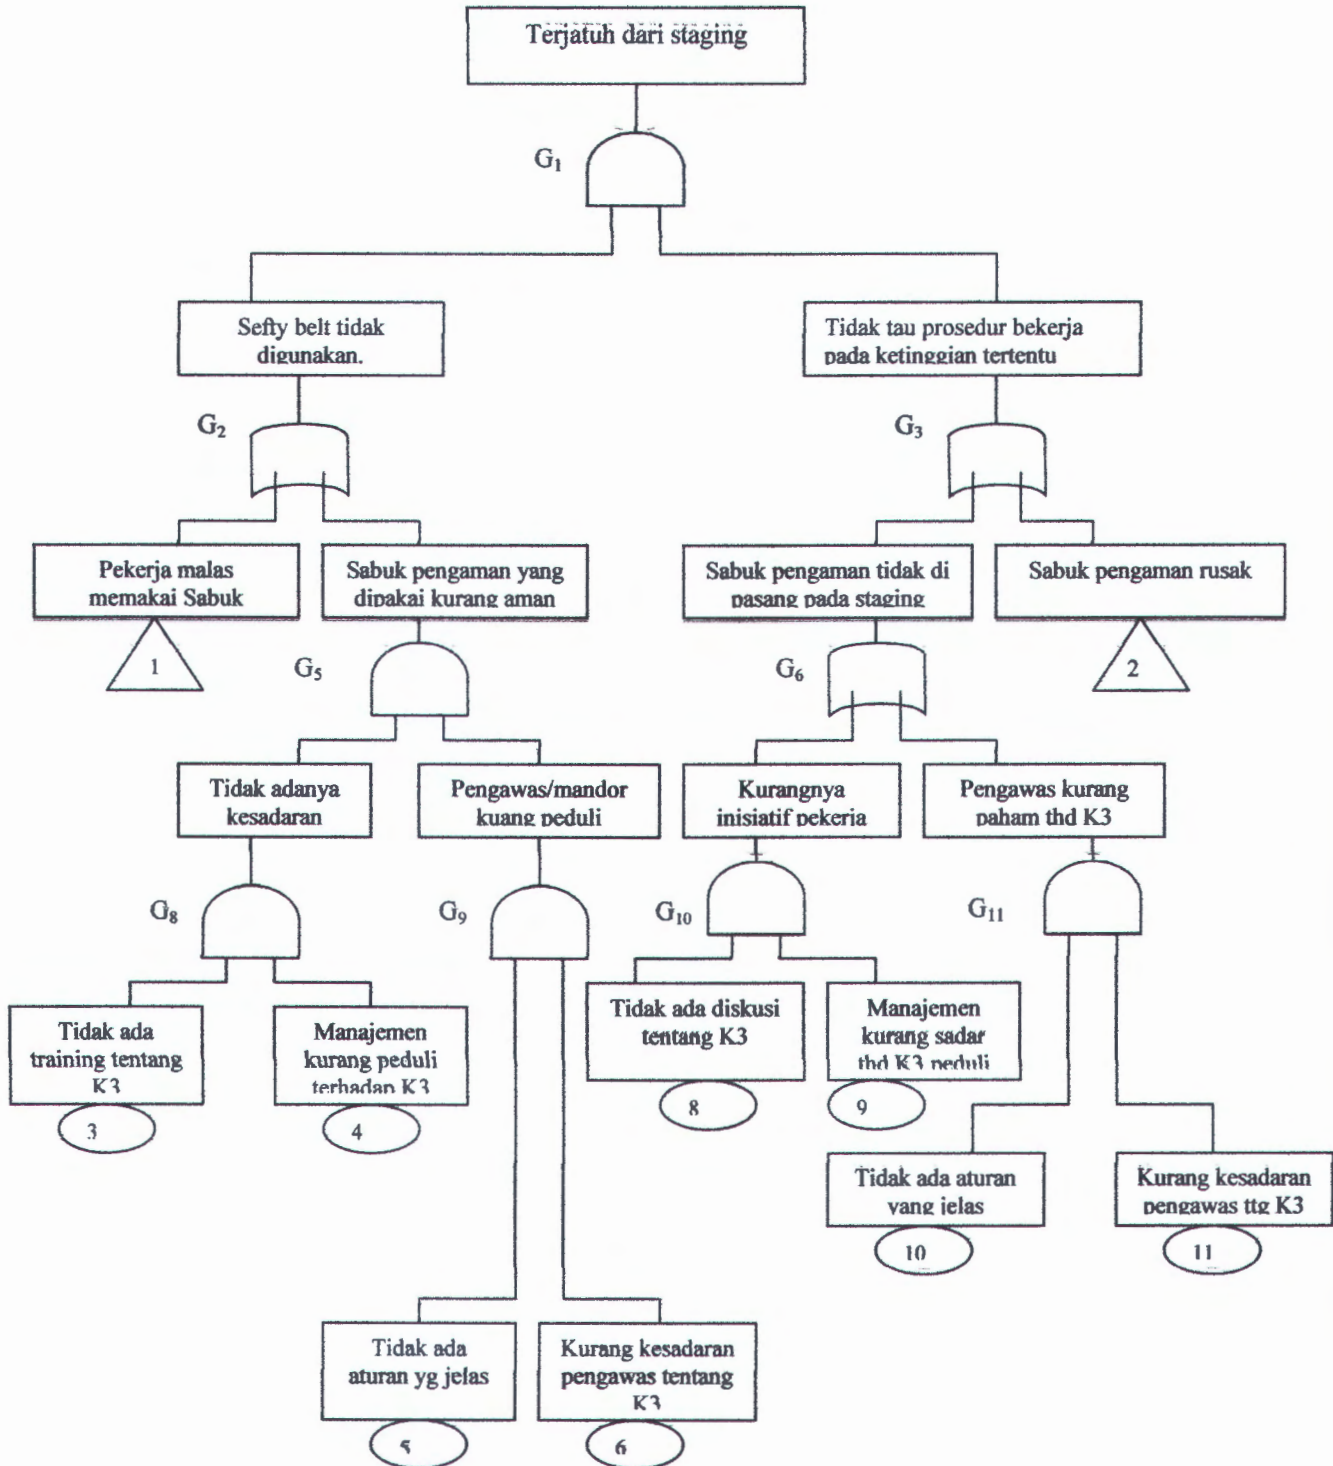 Terjatuh dari staging
G₁
Sefty belt tidak
digunakan.
Tidak tau prosedur bekerja
pada ketinggian tertentu
G₂
G₃
Pekerja malas
memakai Sabuk
Sabuk pengaman yang
dipakai kurang aman
Sabuk pengaman tidak di
pasang pada staging
Sabuk pengaman rusak
1
G₅
G₆
2
Tidak adanya
kesadaran
Pengawas/mandor
kuang peduli
Kurangnya
inisiatif pekerja
Pengawas kurang
paham thd K3
G₈
G₉
G₁₀
G₁₁
Tidak ada
training tentang
K3
Manajemen
kurang peduli
terhadap K3
Tidak ada diskusi
tentang K3
Manajemen
kurang sadar
thd K3 peduli
3
4
8
9
Tidak ada aturan
yang jelas
Kurang kesadaran
pengawas ttg K3
10
11
Tidak ada
aturan yg jelas
Kurang kesadaran
pengawas tentang
K3
5
6